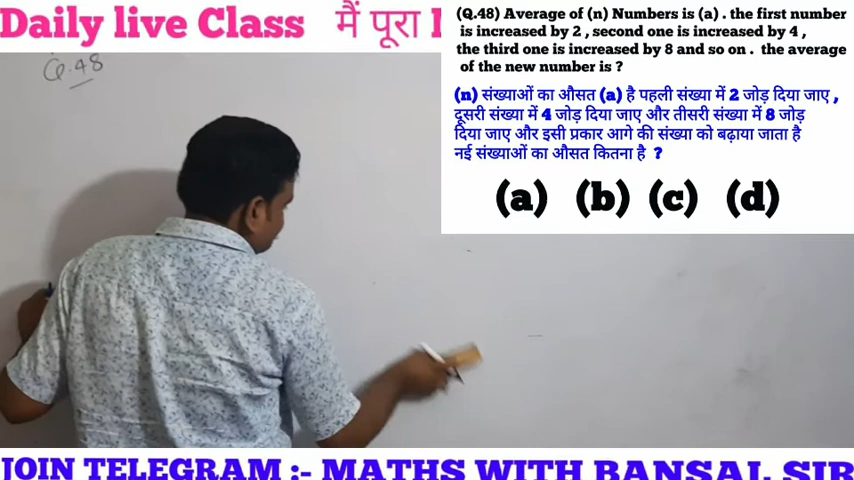 Daily live Class मैं पूरा
Q.48
(Q.48) Average of (n) Numbers is (a) . the first number
is increased by 2 , second one is increased by 4 ,
the third one is increased by 8 and so on . the average
of the new number is ?
(n) संख्याओं का औसत (a) है पहली संख्या में 2 जोड़ दिया जाए ,
दूसरी संख्या में 4 जोड़ दिया जाए और तीसरी संख्या में 8 जोड़
दिया जाए और इसी प्रकार आगे की संख्या को बढ़ाया जाता है
नई संख्याओं का औसत कितना है ?
(a) (b) (c) (d)
JOIN TELEGRAM :- MATHS WITH BANSAL SIR